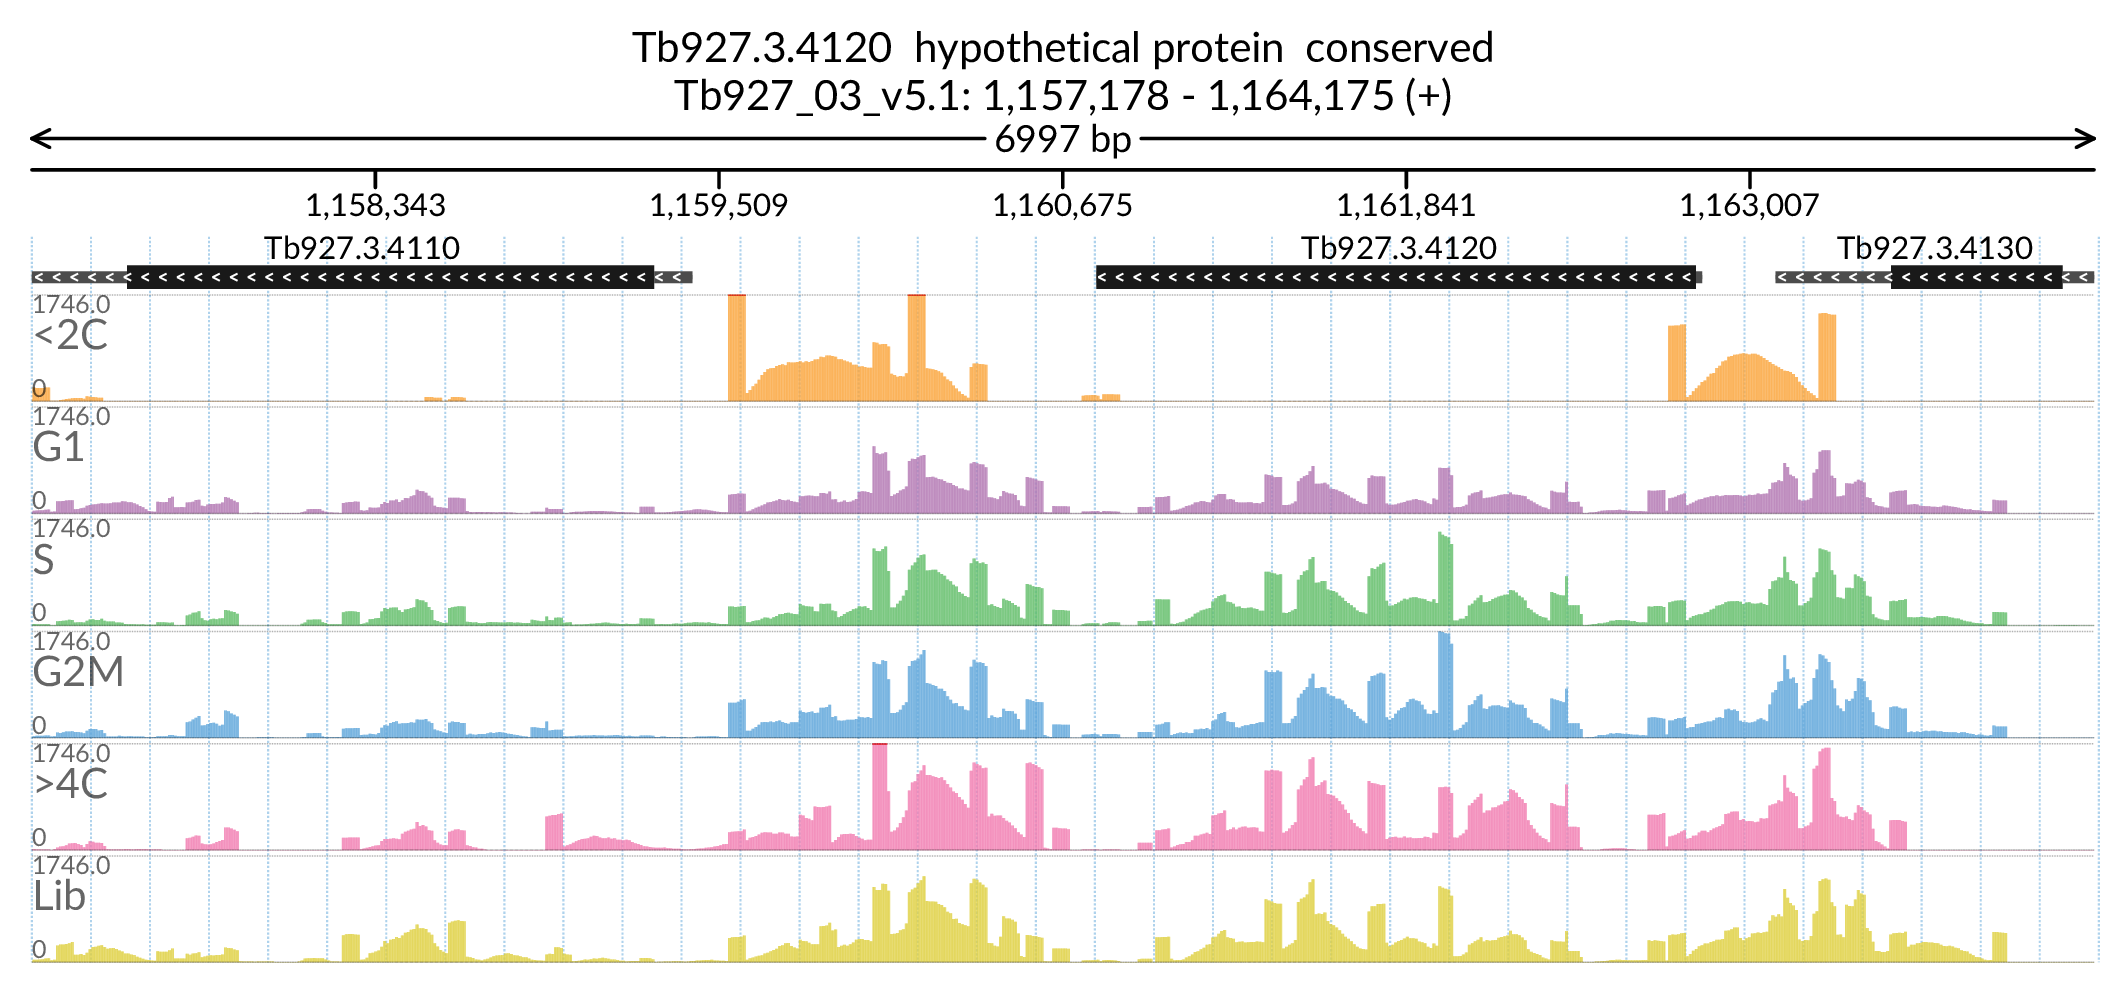 Tb927.3.4120  hypothetical protein  conserved
Tb927_03_v5.1: 1,157,178 - 1,164,175 (+)
6997 bp
1,158,343 1,159,509 1,160,675 1,161,841 1,163,007
Tb927.3.4110 Tb927.3.4120 Tb927.3.4130
1746.0
<2C
0
1746.0
G1
0
1746.0
S
0
1746.0
G2M
0
1746.0
>4C
0
1746.0
Lib
0